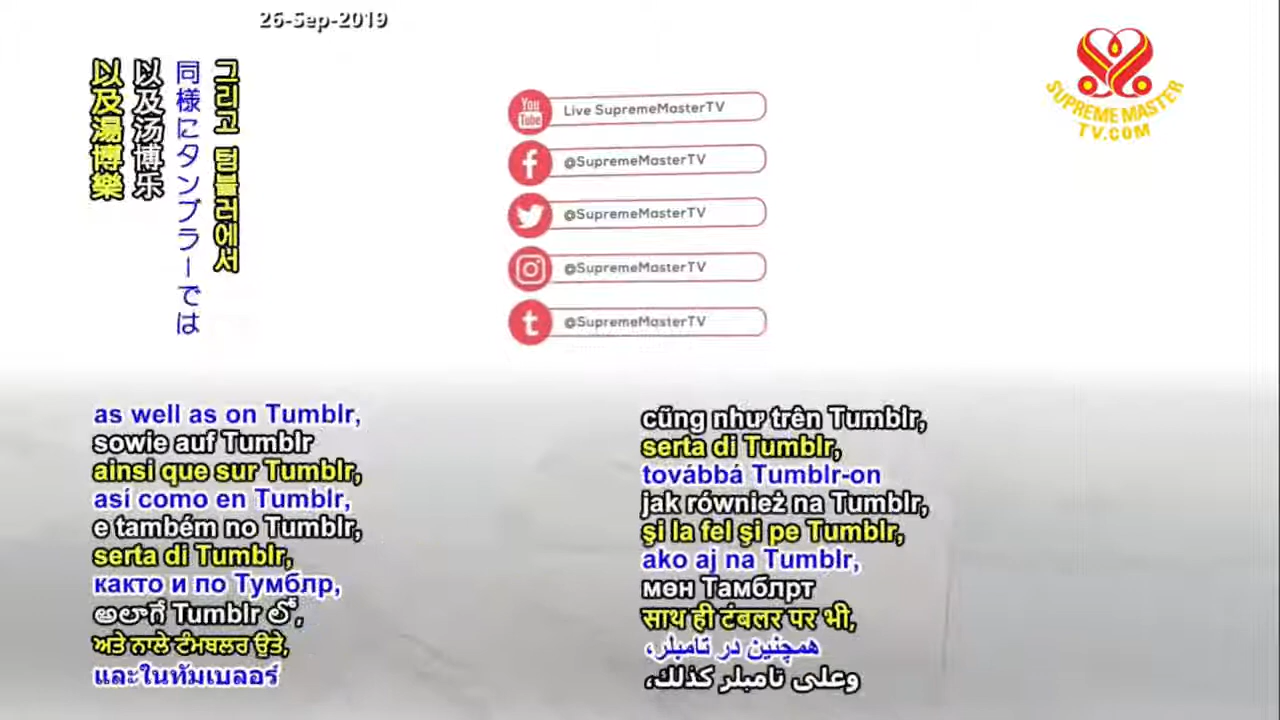 26-Sep-2019
그리고 텀블러에서
同様にタンブラーでは
以及汤博乐
以及湯博樂
You Tube
Live SupremeMasterTV
@SupremeMasterTV
@SupremeMasterTV
@SupremeMasterTV
@SupremeMasterTV
SUPREME MASTER
TV.COM
as well as on Tumblr,
sowie auf Tumblr
ainsi que sur Tumblr,
así como en Tumblr,
e também no Tumblr,
serta di Tumblr,
както и по Тумблр,
అలాగే Tumblr లో,
ਅਤੇ ਨਾਲੇ ਟੰਮਬਲਰ ਉਤੇ,
และในทัมเบลอร์
cũng như trên Tumblr,
serta di Tumblr,
továbbá Tumblr-on
jak również na Tumblr,
şi la fel şi pe Tumblr,
ako aj na Tumblr,
мөн Тамблрт
साथ ही टंबलर पर भी,
همچنین در تامبلر،
وعلى تامبلر كذلك،